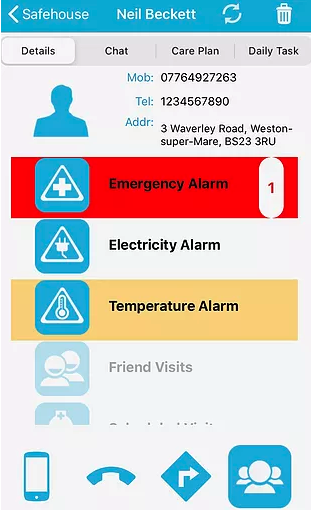 Safehouse Neil Beckett
Details Chat Care Plan Daily Task
Mob: 07764927263
Tel: 1234567890
Addr: 3 Waverley Road, Weston-
super-Mare, BS23 3RU
Emergency Alarm 1
Electricity Alarm
Temperature Alarm
Friend Visits